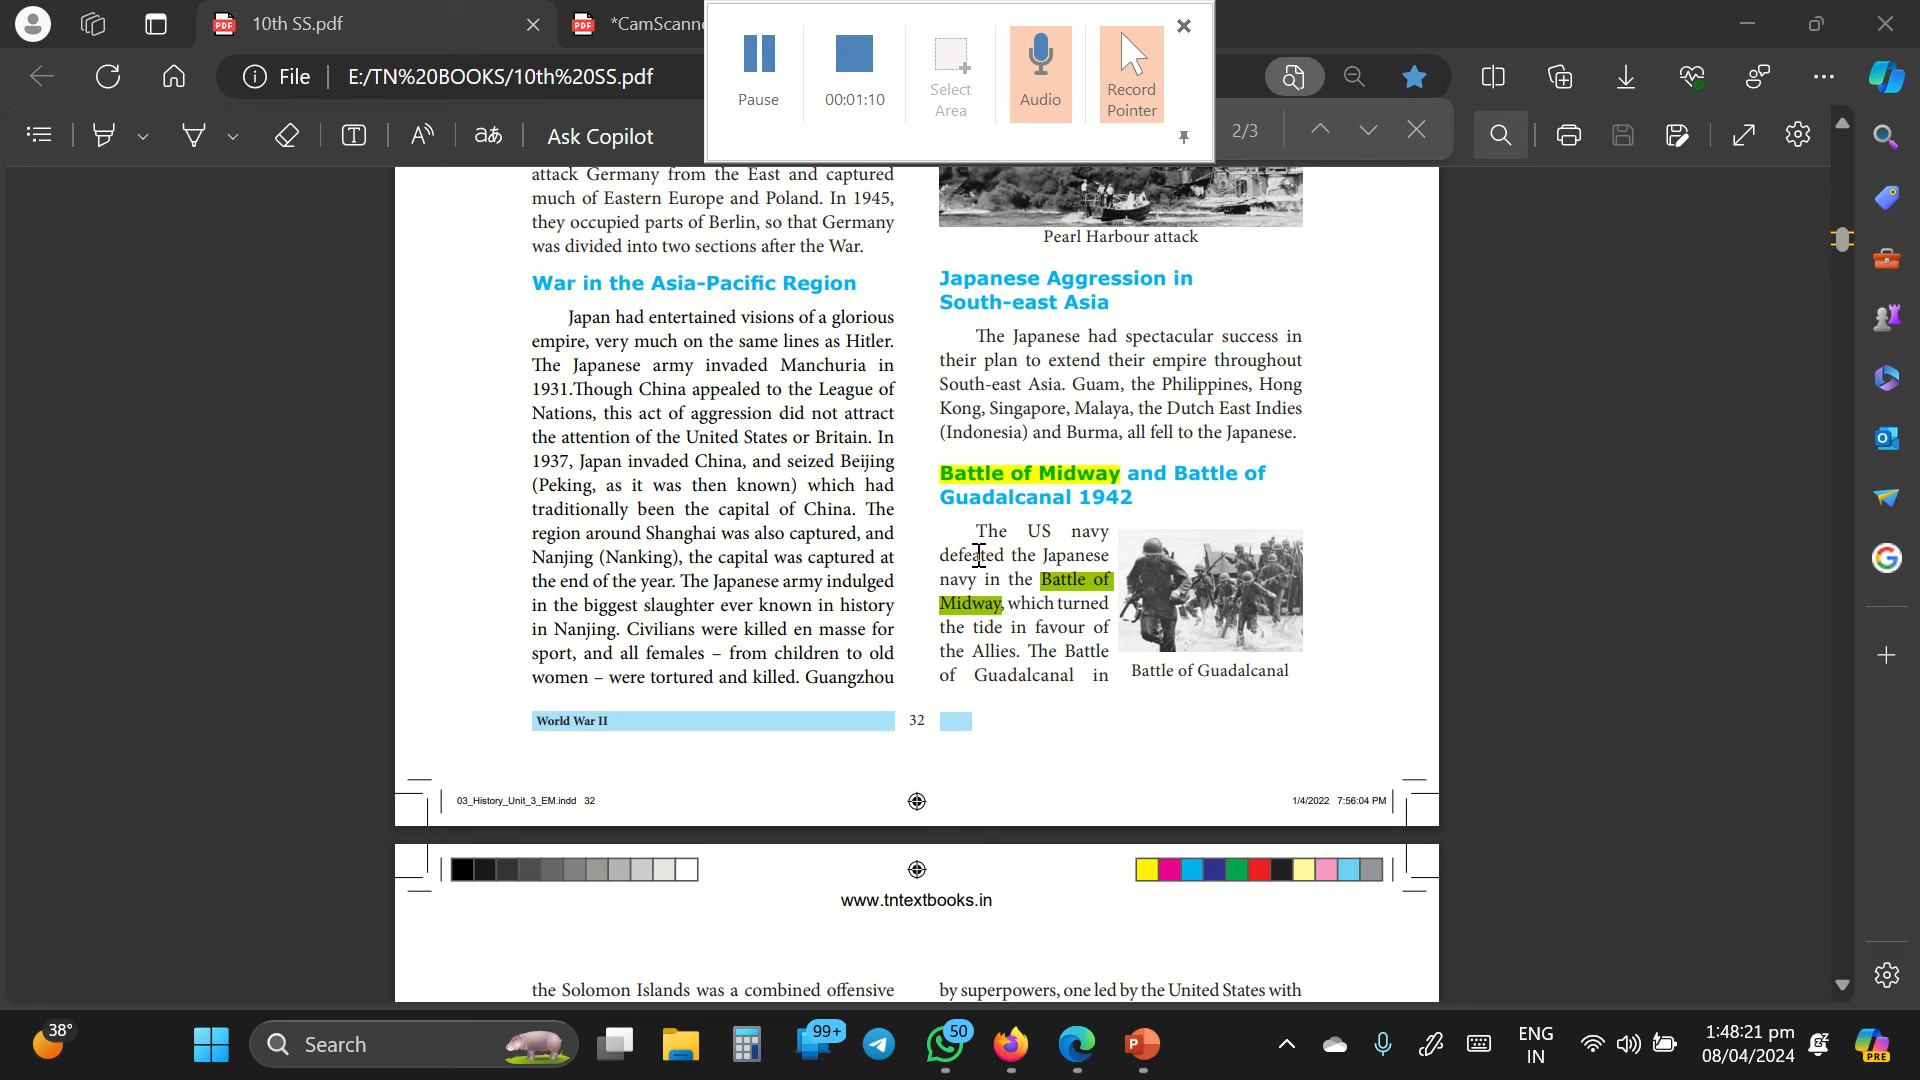 10th SS.pdf
*CamScanne
File
E:/TN%20BOOKS/10th%20SS.pdf
Pause
00:01:10
Select
Area
Audio
Record
Pointer
Ask Copilot
2/3
attack Germany from the East and captured
much of Eastern Europe and Poland. In 1945,
they occupied parts of Berlin, so that Germany
was divided into two sections after the War.
War in the Asia-Pacific Region
Japan had entertained visions of a glorious
empire, very much on the same lines as Hitler.
The Japanese army invaded Manchuria in
1931.Though China appealed to the League of
Nations, this act of aggression did not attract
the attention of the United States or Britain. In
1937, Japan invaded China, and seized Beijing
(Peking, as it was then known) which had
traditionally been the capital of China. The
region around Shanghai was also captured, and
Nanjing (Nanking), the capital was captured at
the end of the year. The Japanese army indulged
in the biggest slaughter ever known in history
in Nanjing. Civilians were killed en masse for
sport, and all females – from children to old
women – were tortured and killed. Guangzhou
Pearl Harbour attack
Japanese Aggression in
South-east Asia
The Japanese had spectacular success in
their plan to extend their empire throughout
South-east Asia. Guam, the Philippines, Hong
Kong, Singapore, Malaya, the Dutch East Indies
(Indonesia) and Burma, all fell to the Japanese.
Battle of Midway and Battle of
Guadalcanal 1942
The US navy
defeated the Japanese
navy in the Battle of
Midway, which turned
the tide in favour of
the Allies. The Battle
of Guadalcanal in
Battle of Guadalcanal
World War II
32
03_History_Unit_3_EM.indd 32
1/4/2022 7:56:04 PM
www.tntextbooks.in
the Solomon Islands was a combined offensive
by superpowers, one led by the United States with
38°
Search
99+
50
ENG
IN
1:48:21 pm
08/04/2024
PRE